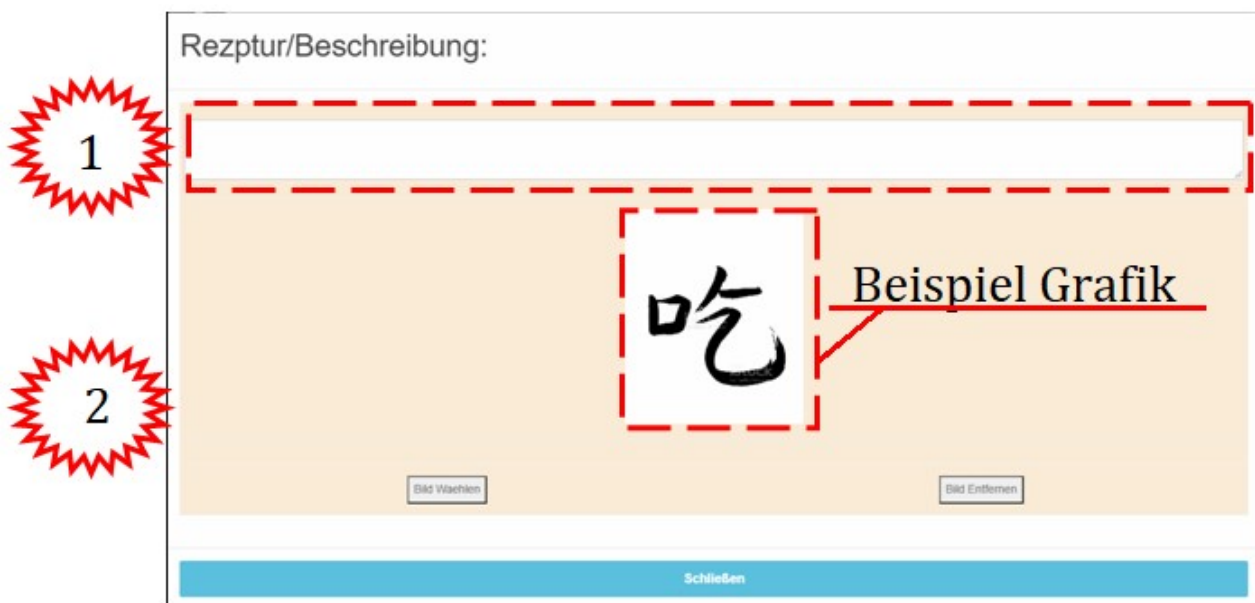 Rezptur/Beschreibung:
1
吃
Beispiel Grafik
2
Bild Waehlen
Bild Entfernen
Schließen